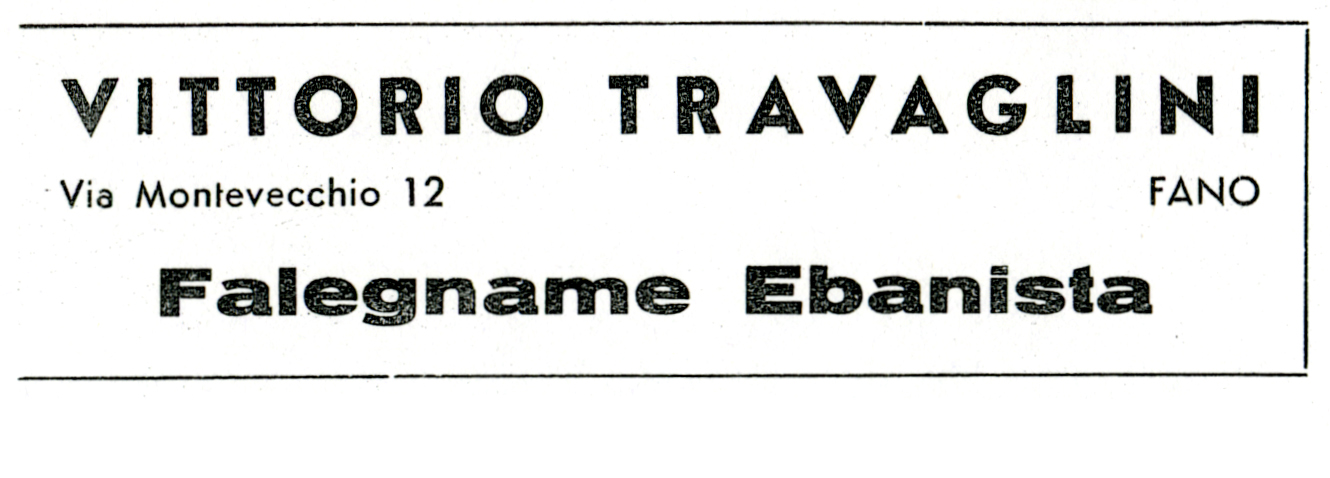 VITTORIO TRAVAGLINI
Via Montevecchio 12 FANO
Falegname Ebanista